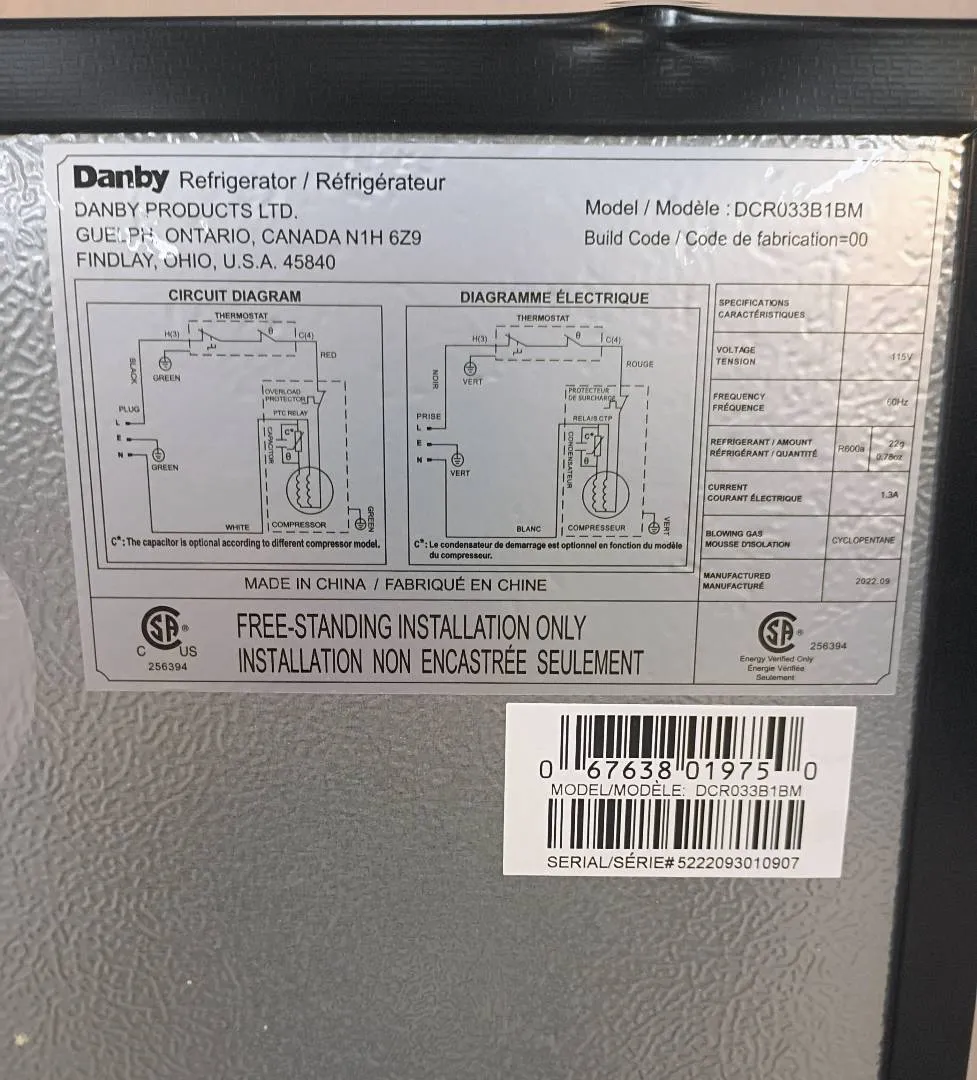 Danby Refrigerator / Réfrigérateur
DANBY PRODUCTS LTD.
GUELPH, ONTARIO, CANADA N1H 6Z9
FINDLAY, OHIO, U.S.A. 45840
Model / Modèle : DCR033B1BM
Build Code / Code de fabrication=00
CIRCUIT DIAGRAM
THERMOSTAT
H(3)
θ
C(4)
BLACK
GREEN
RED
OVERLOAD
PROTECTOR
PTC RELAY
PLUG
L
E
N
GREEN
CAPACITOR
C*
θ
WHITE
COMPRESSOR
GREEN
C*: The capacitor is optional according to different compressor model.
DIAGRAMME ÉLECTRIQUE
THERMOSTAT
H(3)
θ
C(4)
NOIR
VERT
ROUGE
PROTECTEUR
DE SURCHARGE
RELAIS CTP
PRISE
L
E
N
VERT
CONDENSATEUR
C*
θ
BLANC
COMPRESSEUR
VERT
C*: Le condensateur de demarrage est optionnel en fonction du modèle
du compresseur.
SPECIFICATIONS
CARACTÉRISTIQUES
VOLTAGE
TENSION
115V
FREQUENCY
FRÉQUENCE
60Hz
REFRIGERANT / AMOUNT
RÉFRIGÉRANT / QUANTITÉ
R600a
22g
0.78oz
CURRENT
COURANT ÉLECTRIQUE
1.3A
BLOWING GAS
MOUSSE D'ISOLATION
CYCLOPENTANE
MANUFACTURED
MANUFACTURÉ
2022.09
MADE IN CHINA / FABRIQUÉ EN CHINE
SA ®
C US
256394
FREE-STANDING INSTALLATION ONLY
INSTALLATION NON ENCASTRÉE SEULEMENT
SA ®
256394
Energy Verified Only
Énergie Vérifiée
Seulement
0 67638 01975 0
MODEL/MODÈLE: DCR033B1BM
SERIAL/SÉRIE# 5222093010907